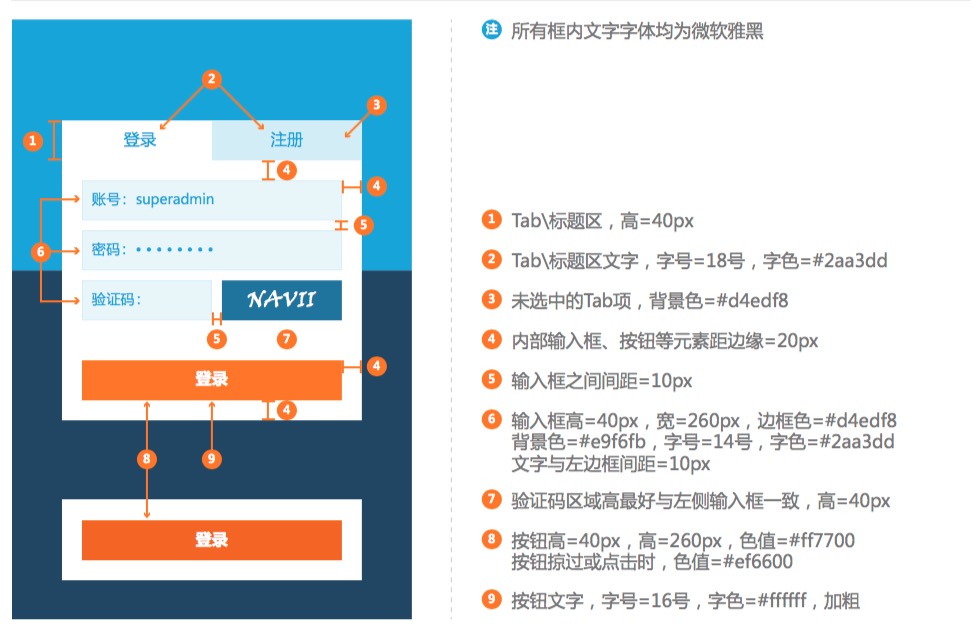 注 所有框内文字字体均为微软雅黑
2
3
1
登录 注册
4
4
账号：superadmin
5
6
密码：••••••••
验证码： NAVII
5 7
登录
4
4
8 9
登录
1 Tab\标题区，高=40px
2 Tab\标题区文字，字号=18号，字色=#2aa3dd
3 未选中的Tab项，背景色=#d4edf8
4 内部输入框、按钮等元素距边缘=20px
5 输入框之间间距=10px
6 输入框高=40px，宽=260px，边框色=#d4edf8
背景色=#e9f6fb，字号=14号，字色=#2aa3dd
文字与左边框间距=10px
7 验证码区域高最好与左侧输入框一致，高=40px
8 按钮高=40px，高=260px，色值=#ff7700
按钮掠过或点击时，色值=#ef6600
9 按钮文字，字号=16号，字色=#ffffff，加粗